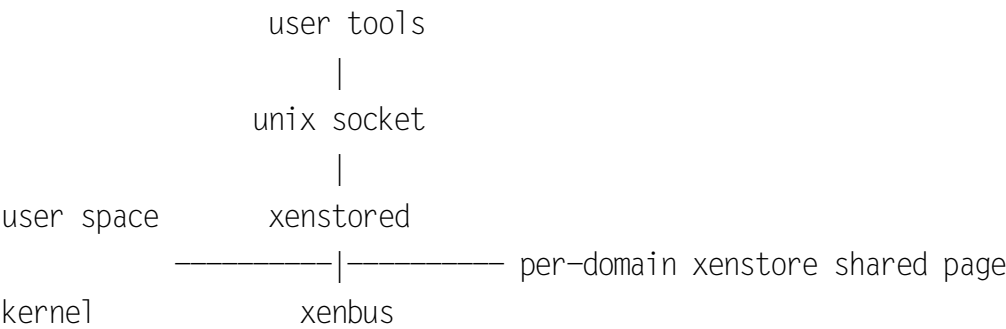 user tools
|
unix socket
|
user space xenstored
----------|---------- per-domain xenstore shared page
kernel xenbus